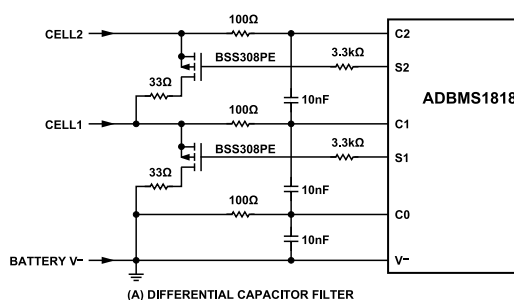 CELL2
100Ω
C2
BSS308PE
3.3kΩ
S2
33Ω
10nF
ADBMS1818
CELL1
100Ω
C1
BSS308PE
3.3kΩ
S1
33Ω
10nF
100Ω
C0
10nF
BATTERY V–
V–
(A) DIFFERENTIAL CAPACITOR FILTER